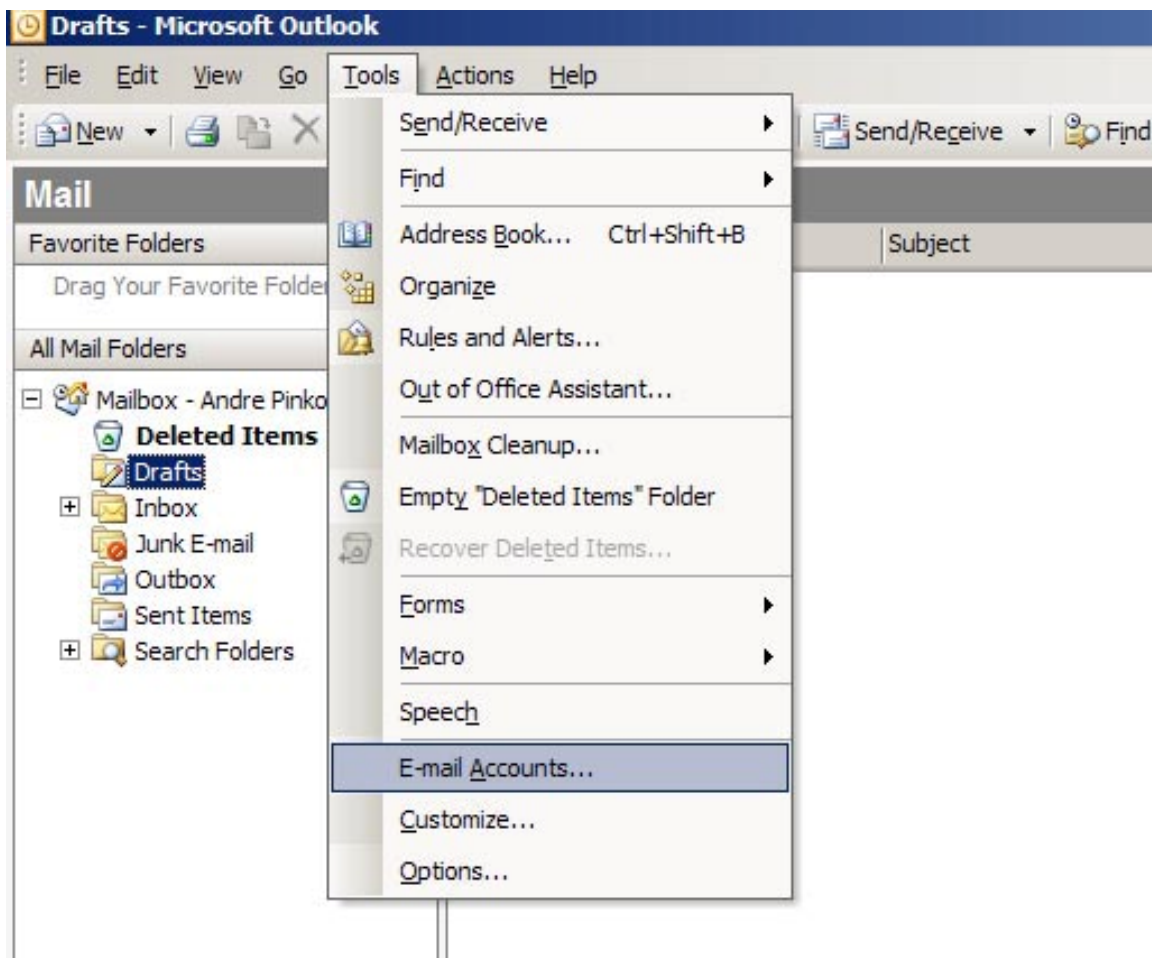 Drafts - Microsoft Outlook
File Edit View Go Tools Actions Help
New Send/Receive Find
Mail
Favorite Folders
Drag Your Favorite
All Mail Folders
Mailbox - Andre
Deleted Items
Drafts
Inbox
Junk E-mail
Outbox
Sent Items
Search Folders
Send/Receive
Find
Address Book... Ctrl+Shift+B
Organize
Rules and Alerts...
Out of Office Assistant...
Mailbox Cleanup...
Empty "Deleted Items" Folder
Recover Deleted Items...
Forms
Macro
Speech
E-mail Accounts...
Customize...
Options...
Subject